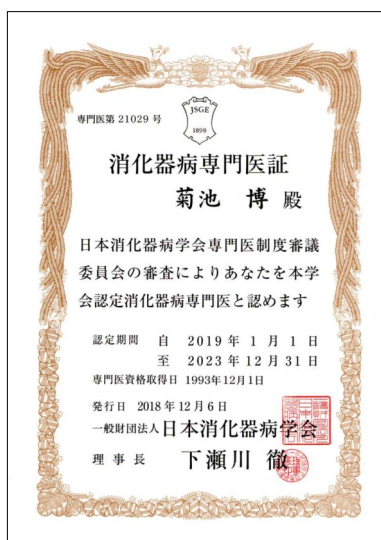 JSGE
1898
専門医第 21029 号
消化器病専門医証
菊池 博 殿
日本消化器病学会専門医制度審議
委員会の審査によりあなたを本学
会認定消化器病専門医と認めます
認定期間 自 2019 年 1 月 1 日
至 2023 年 12 月 31 日
専門医資格取得日 1993年12月1日
発行日 2018 年 12 月 6 日
一般財団法人 日本消化器病学会
理事長 下瀬川 徹